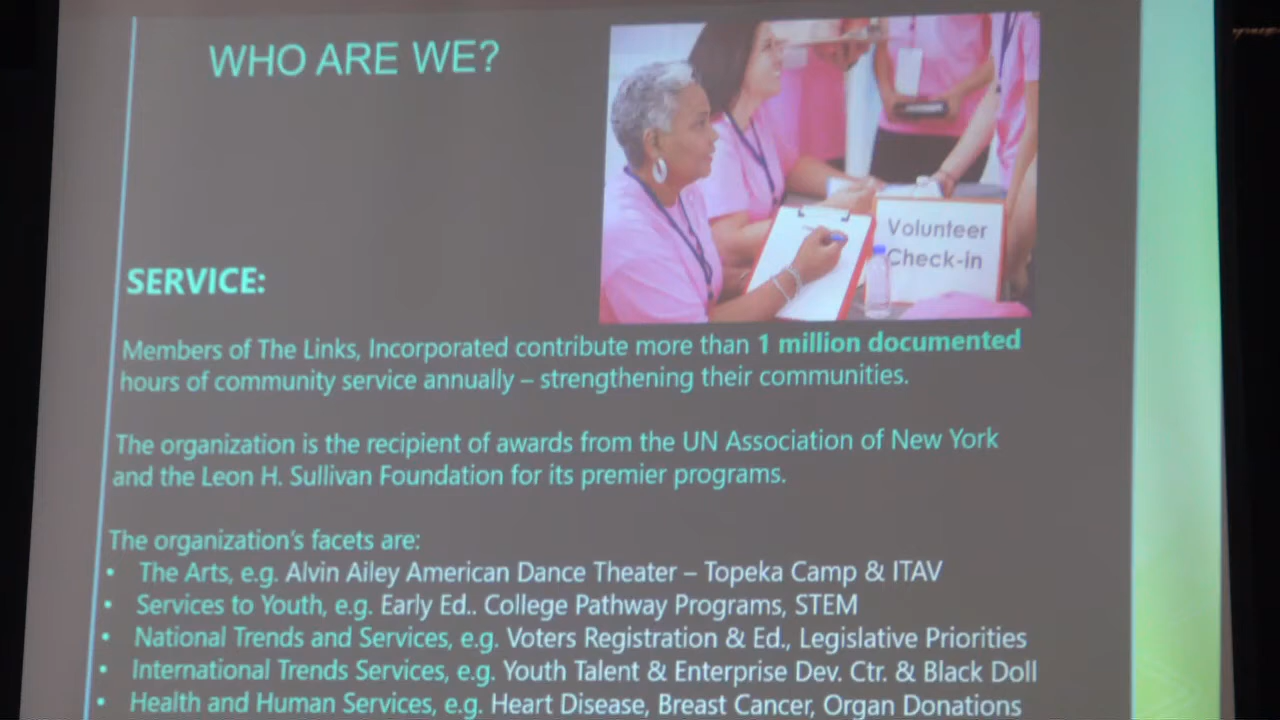 WHO ARE WE?
Volunteer
Check-in
SERVICE:
Members of The Links, Incorporated contribute more than 1 million documented
hours of community service annually – strengthening their communities.
The organization is the recipient of awards from the UN Association of New York
and the Leon H. Sullivan Foundation for its premier programs.
The organization's facets are:
• The Arts, e.g. Alvin Ailey American Dance Theater – Topeka Camp & ITAV
• Services to Youth, e.g. Early Ed.. College Pathway Programs, STEM
• National Trends and Services, e.g. Voters Registration & Ed., Legislative Priorities
• International Trends Services, e.g. Youth Talent & Enterprise Dev. Ctr. & Black Doll
• Health and Human Services, e.g. Heart Disease, Breast Cancer, Organ Donations